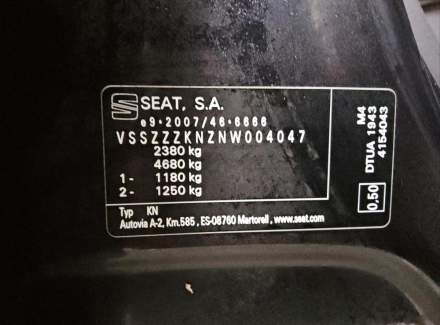 SEAT, S.A.
e9*2007/46*6666
VSSZZZKNZNW004047
2380 kg
4680 kg
1- 1180 kg
2- 1250 kg
Typ KN
Autovia A-2, Km.585 , ES-08760 Martorell , www.seat.com
M4
DTUA 1943
4154043
0,50